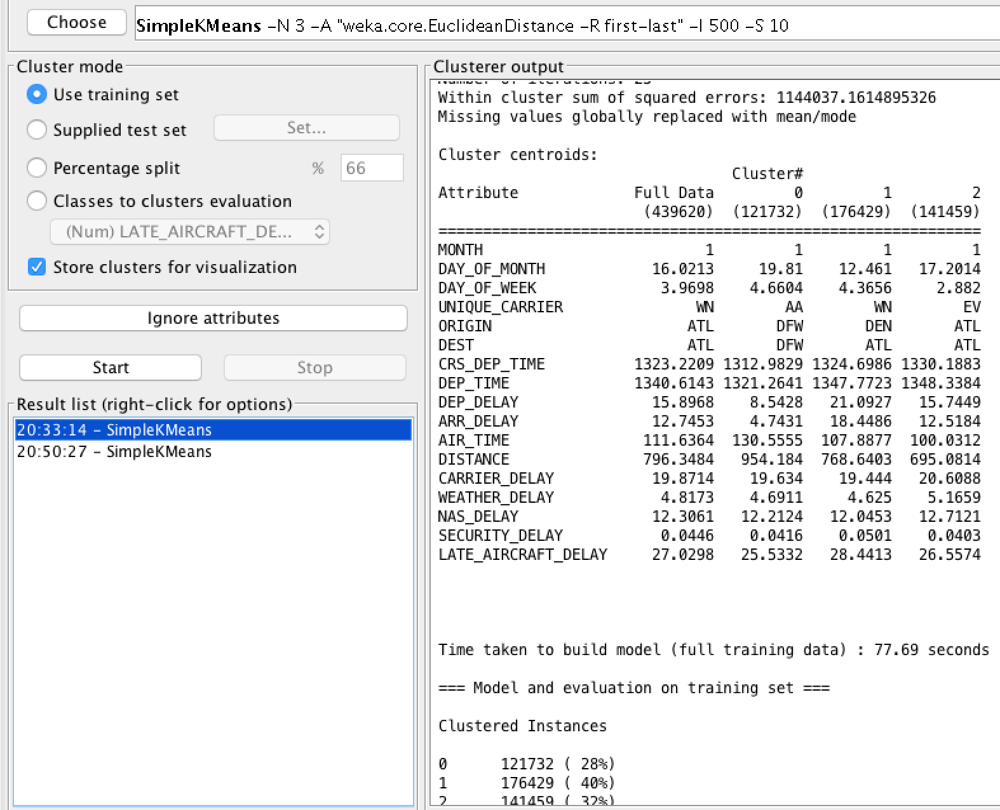 Choose
SimpleKMeans -N 3 -A "weka.core.EuclideanDistance -R first-last" -I 500 -S 10
Cluster mode
Use training set
Supplied test set Set...
Percentage split % 66
Classes to clusters evaluation
(Num) LATE_AIRCRAFT_DE...
Store clusters for visualization
Ignore attributes
Start Stop
Result list (right-click for options)
20:33:14 - SimpleKMeans
20:50:27 - SimpleKMeans
Clusterer output
Number of iterations: 
Within cluster sum of squared errors: 1144037.1614895326
Missing values globally replaced with mean/mode
Cluster centroids:
Cluster#
Attribute Full Data 0 1 2
(439620) (121732) (176429) (141459)
=============================================================
MONTH 1 1 1 1
DAY_OF_MONTH 16.0213 19.81 12.461 17.2014
DAY_OF_WEEK 3.9698 4.6604 4.3656 2.882
UNIQUE_CARRIER WN AA WN EV
ORIGIN ATL DFW DEN ATL
DEST ATL DFW ATL ATL
CRS_DEP_TIME 1323.2209 1312.9829 1324.6986 1330.1883
DEP_TIME 1340.6143 1321.2641 1347.7723 1348.3384
DEP_DELAY 15.8968 8.5428 21.0927 15.7449
ARR_DELAY 12.7453 4.7431 18.4486 12.5184
AIR_TIME 111.6364 130.5555 107.8877 100.0312
DISTANCE 796.3484 954.184 768.6403 695.0814
CARRIER_DELAY 19.8714 19.634 19.444 20.6088
WEATHER_DELAY 4.8173 4.6911 4.625 5.1659
NAS_DELAY 12.3061 12.2124 12.0453 12.7121
SECURITY_DELAY 0.0446 0.0416 0.0501 0.0403
LATE_AIRCRAFT_DELAY 27.0298 25.5332 28.4413 26.5574
Time taken to build model (full training data) : 77.69 seconds
=== Model and evaluation on training set ===
Clustered Instances
0 121732 ( 28%)
1 176429 ( 40%)
2 141459 ( 32%)